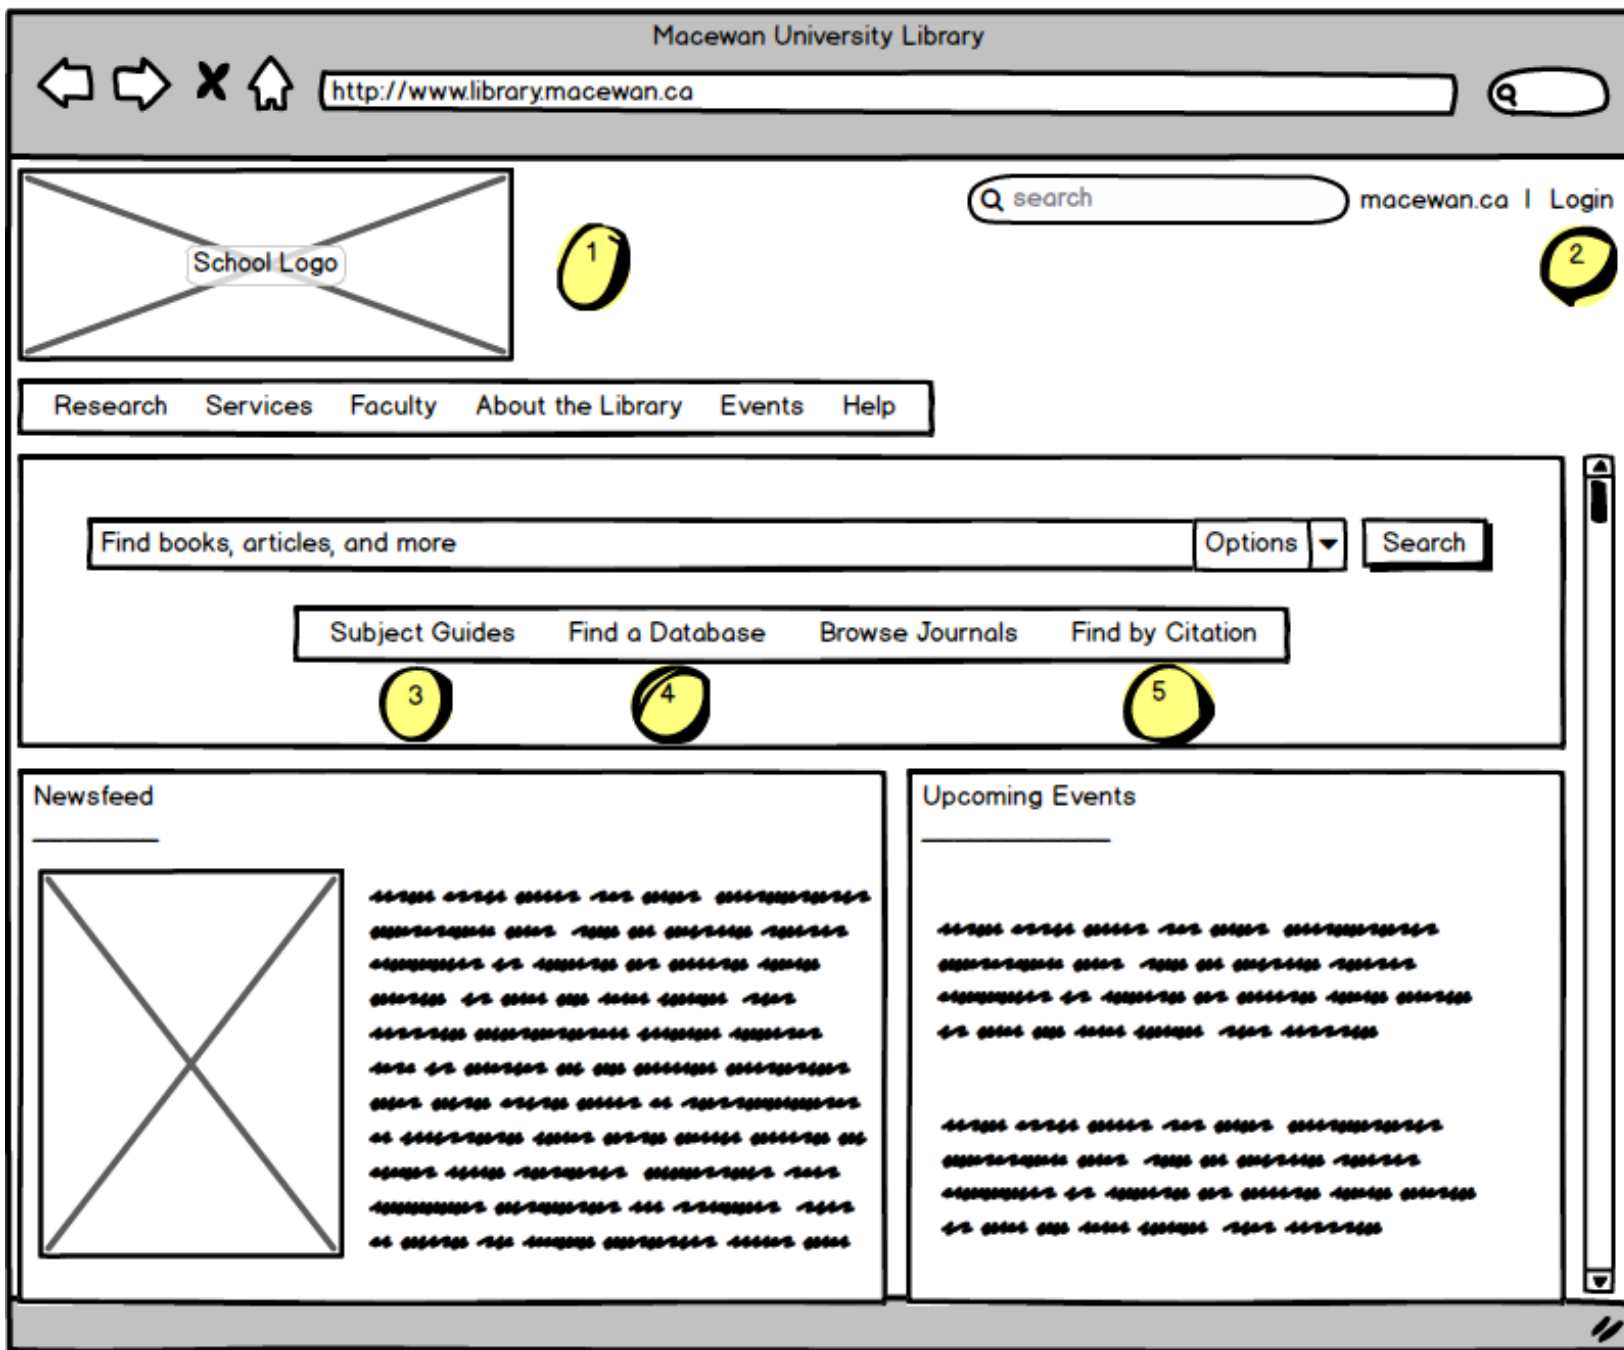 Macewan University Library
http://www.library.macewan.ca
search macewan.ca | Login
School Logo
1
2
Research Services Faculty About the Library Events Help
Find books, articles, and more Options Search
Subject Guides Find a Database Browse Journals Find by Citation
3 4 5
Newsfeed
Upcoming Events